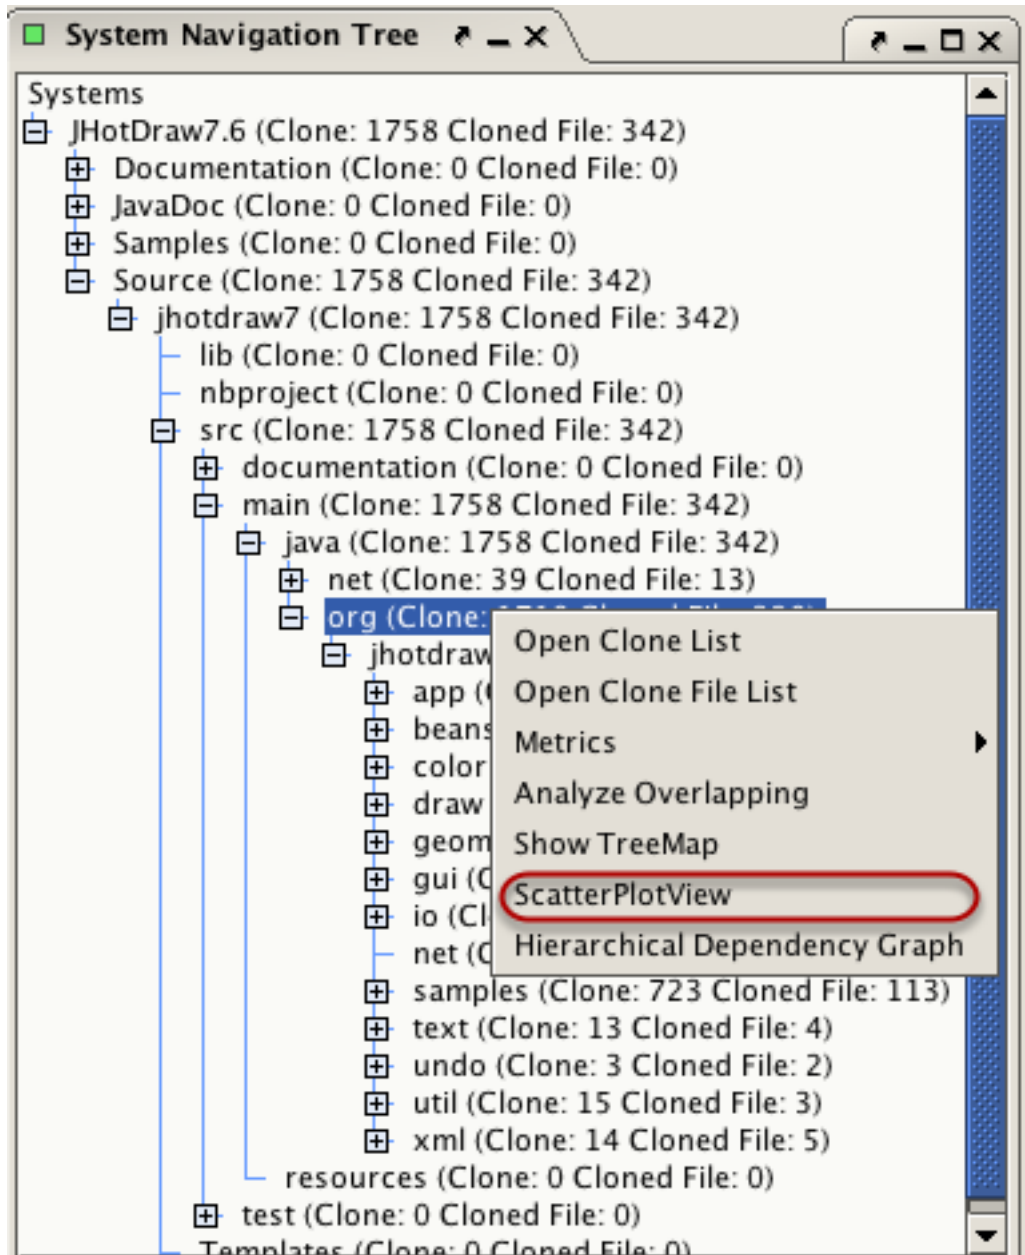 System Navigation Tree
Systems
JHotDraw7.6 (Clone: 1758 Cloned File: 342)
Documentation (Clone: 0 Cloned File: 0)
JavaDoc (Clone: 0 Cloned File: 0)
Samples (Clone: 0 Cloned File: 0)
Source (Clone: 1758 Cloned File: 342)
jhotdraw7 (Clone: 1758 Cloned File: 342)
lib (Clone: 0 Cloned File: 0)
nbproject (Clone: 0 Cloned File: 0)
src (Clone: 1758 Cloned File: 342)
documentation (Clone: 0 Cloned File: 0)
main (Clone: 1758 Cloned File: 342)
java (Clone: 1758 Cloned File: 342)
net (Clone: 39 Cloned File: 13)
org (Clone:
Open Clone List
jhotdraw
Open Clone File List
app (
beans
Metrics
color
Analyze Overlapping
draw
Show TreeMap
geom
gui (
ScatterPlotView
io (Cl
Hierarchical Dependency Graph
net (
samples (Clone: 723 Cloned File: 113)
text (Clone: 13 Cloned File: 4)
undo (Clone: 3 Cloned File: 2)
util (Clone: 15 Cloned File: 3)
xml (Clone: 14 Cloned File: 5)
resources (Clone: 0 Cloned File: 0)
test (Clone: 0 Cloned File: 0)
Templates (Clone: 0 Cloned File: 0)